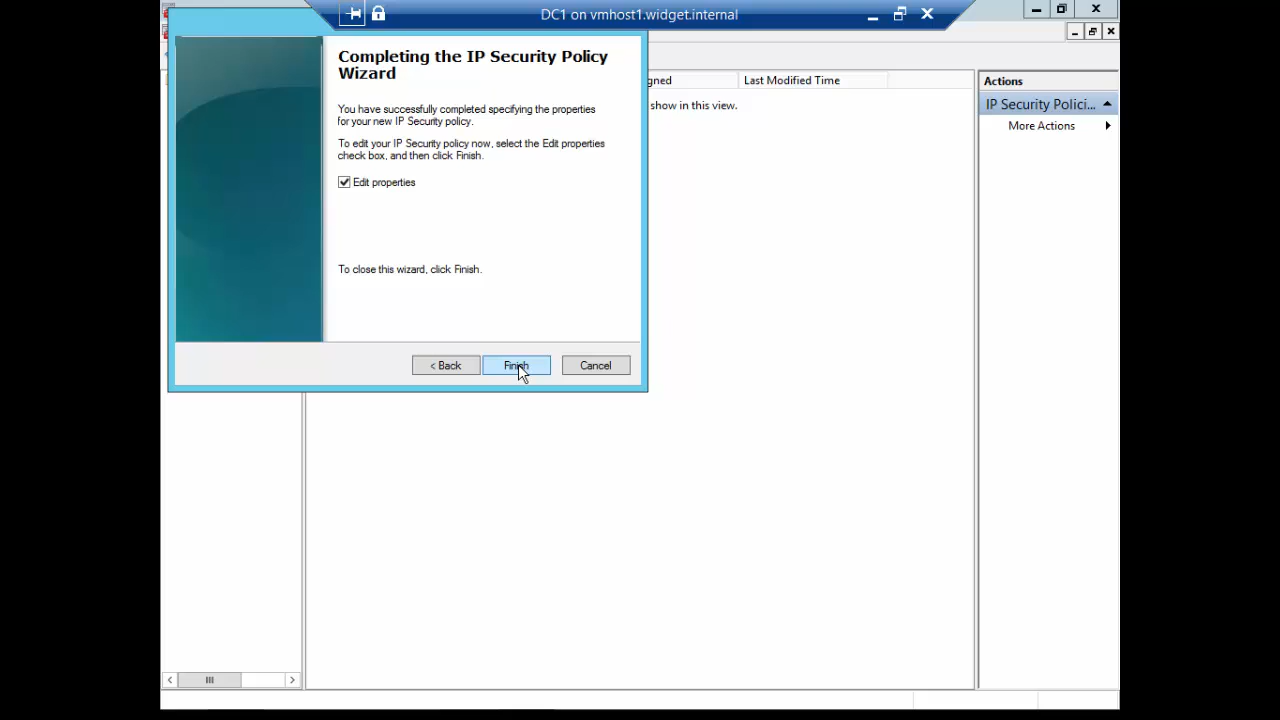 DC1 on vmhost1.widget.internal
Completing the IP Security Policy
Wizard
You have successfully completed specifying the properties
for your new IP Security policy.
To edit your IP Security policy now, select the Edit properties
check box, and then click Finish.
Edit properties
To close this wizard, click Finish.
< Back
Finish
Cancel
gned
Last Modified Time
show in this view.
Actions
IP Security Polici...
More Actions